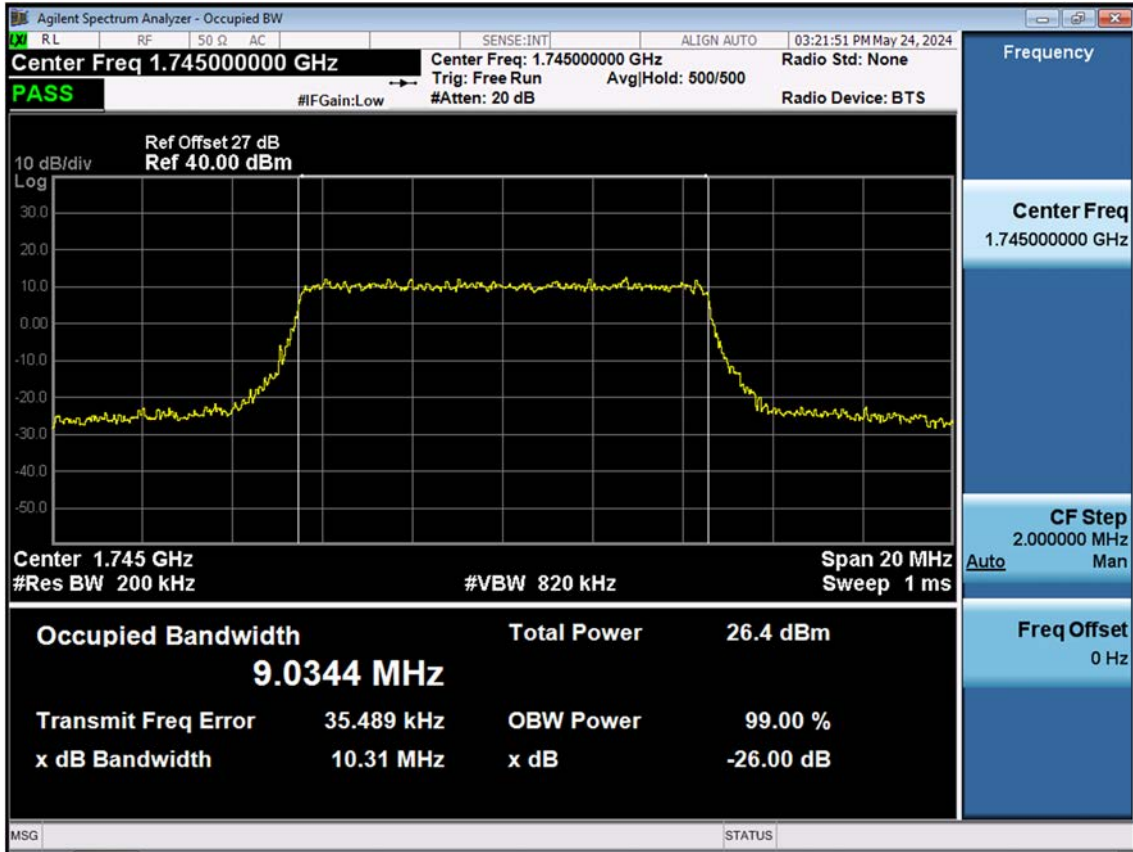 Agilent Spectrum Analyzer - Occupied BW
LXI RL RF 50 Ω AC SENSE:INT ALIGN AUTO 03:21:51 PM May 24, 2024
Center Freq 1.745000000 GHz
Center Freq: 1.745000000 GHz
Radio Std: None
Trig: Free Run Avg|Hold: 500/500
PASS
#IFGain:Low
#Atten: 20 dB
Radio Device: BTS
Ref Offset 27 dB
10 dB/div Ref 40.00 dBm
Log
30.0
20.0
10.0
0.00
-10.0
-20.0
-30.0
-40.0
-50.0
Center 1.745 GHz Span 20 MHz
#Res BW 200 kHz #VBW 820 kHz Sweep 1 ms
Occupied Bandwidth Total Power 26.4 dBm
9.0344 MHz
Transmit Freq Error 35.489 kHz OBW Power 99.00 %
x dB Bandwidth 10.31 MHz x dB -26.00 dB
MSG STATUS
Frequency
Center Freq
1.745000000 GHz
CF Step
2.000000 MHz
Auto Man
Freq Offset
0 Hz